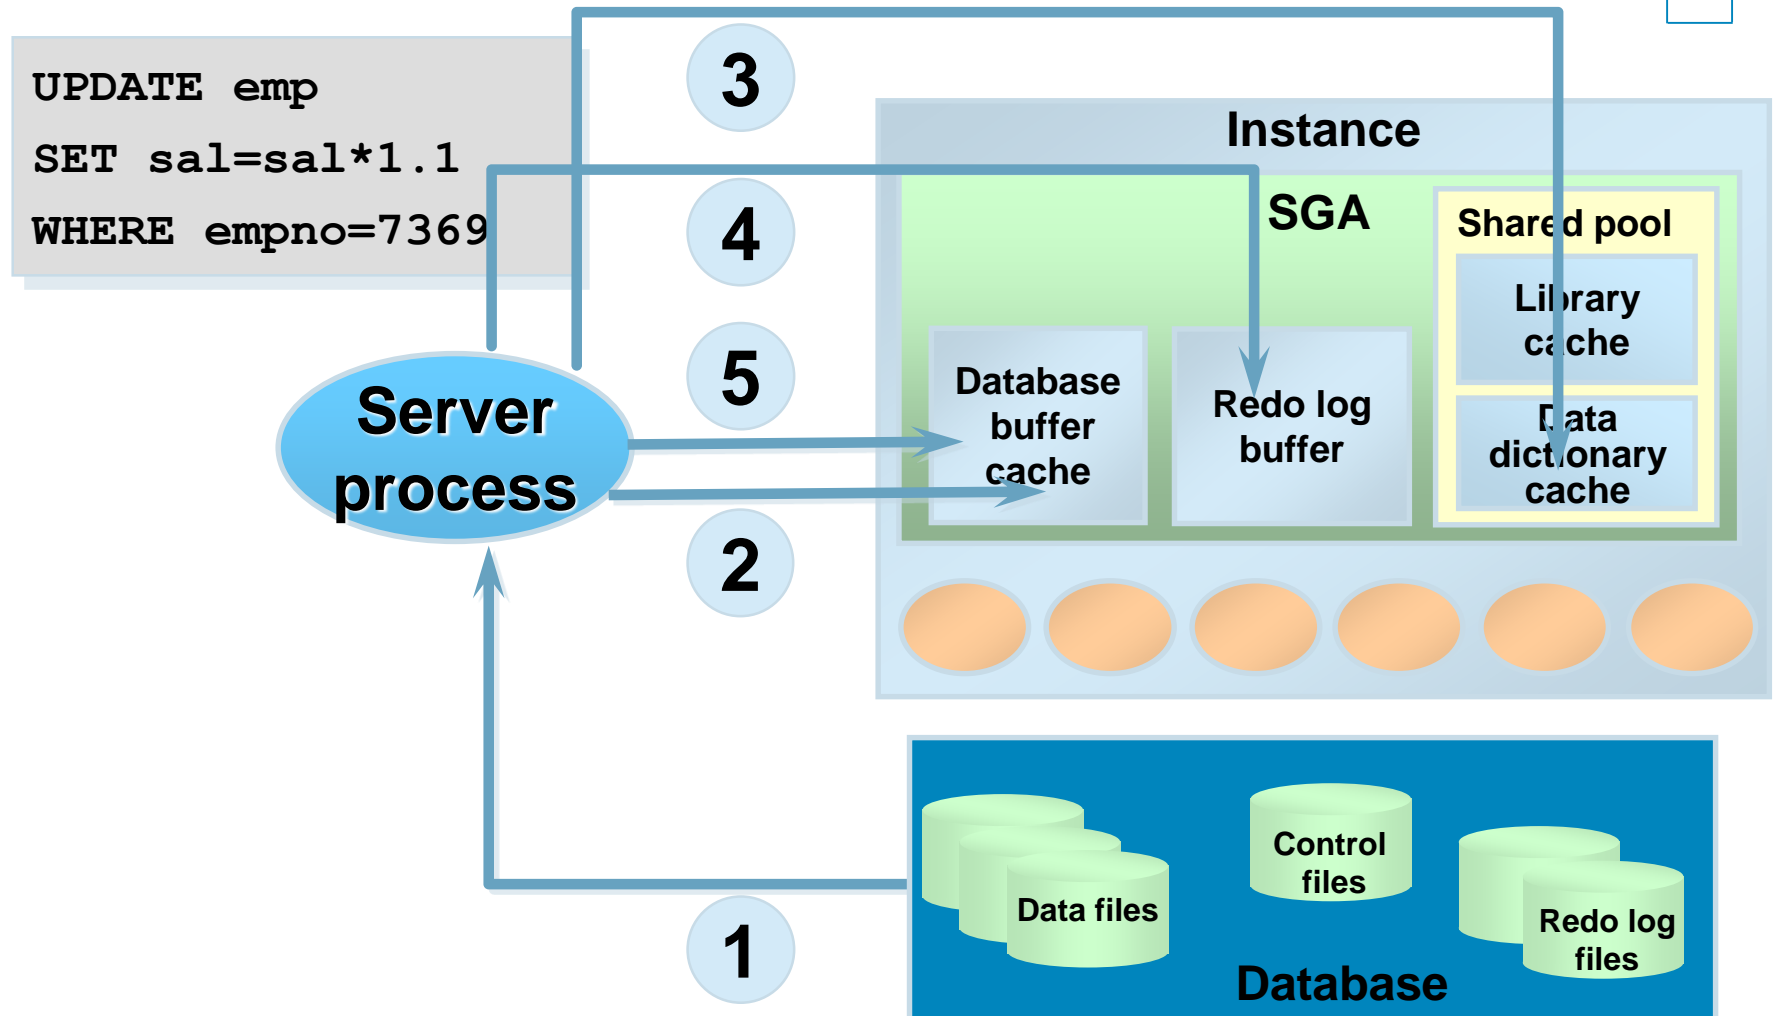 UPDATE emp
SET sal=sal*1.1
WHERE empno=7369
3
4
5
2
1
Server
process
Instance
SGA
Shared pool
Library
cache
Data
dictionary
cache
Database
buffer
cache
Redo log
buffer
Data files
Control
files
Redo log
files
Database